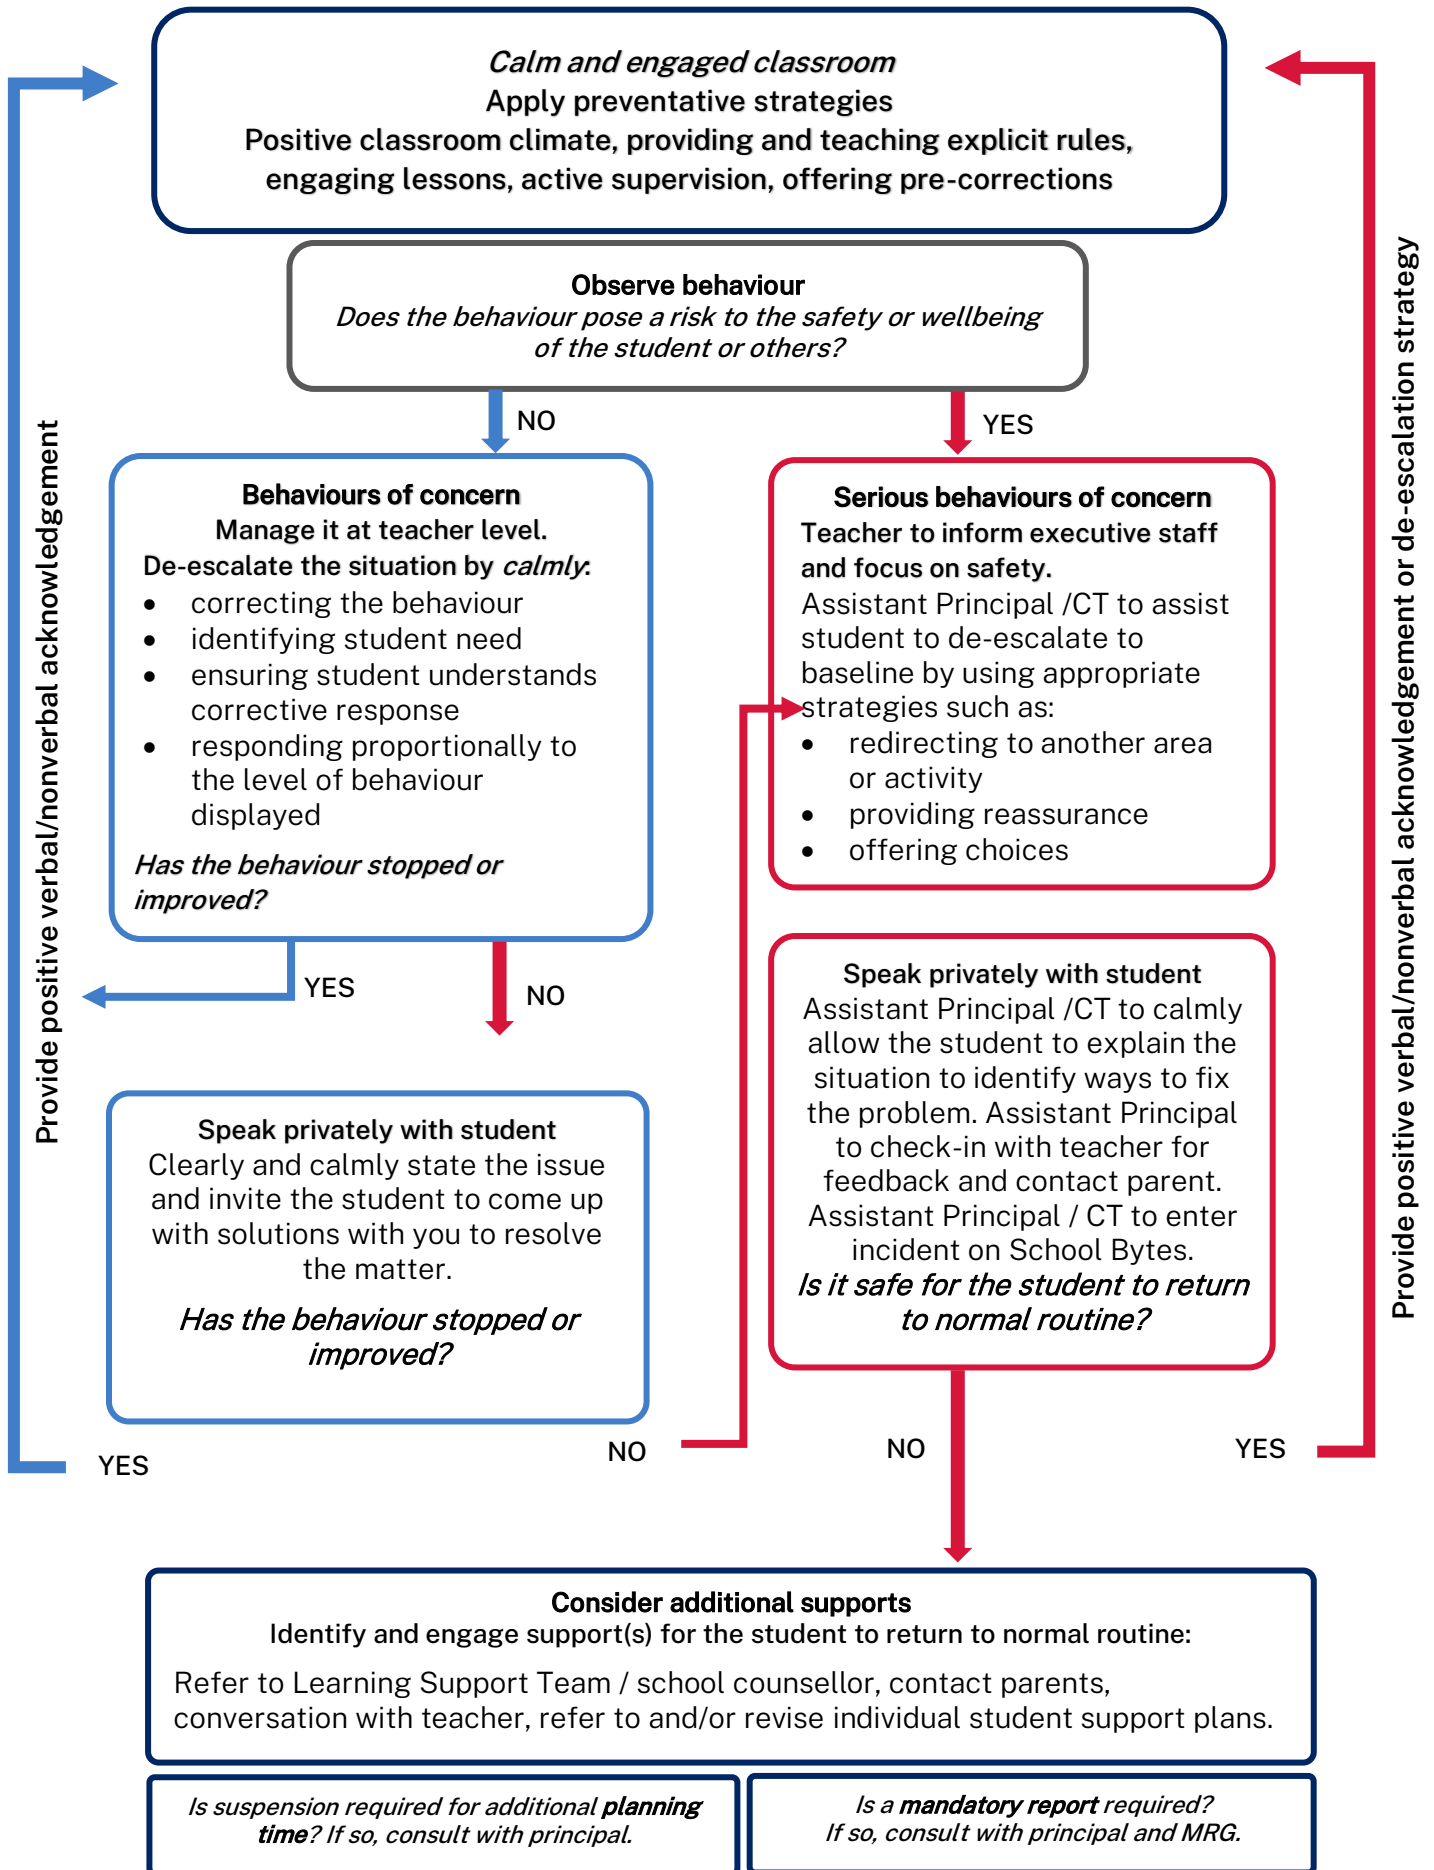 Calm and engaged classroom
Apply preventative strategies
Positive classroom climate, providing and teaching explicit rules,
engaging lessons, active supervision, offering pre-corrections
Observe behaviour
Does the behaviour pose a risk to the safety or wellbeing
of the student or others?
NO
YES
Behaviours of concern
Manage it at teacher level.
De-escalate the situation by calmly:
• correcting the behaviour
• identifying student need
• ensuring student understands
corrective response
• responding proportionally to
the level of behaviour
displayed
Has the behaviour stopped or
improved?
YES
NO
Speak privately with student
Clearly and calmly state the issue
and invite the student to come up
with solutions with you to resolve
the matter.
Has the behaviour stopped or
improved?
YES
NO
Provide positive verbal/nonverbal acknowledgement
Serious behaviours of concern
Teacher to inform executive staff
and focus on safety.
Assistant Principal /CT to assist
student to de-escalate to
baseline by using appropriate
strategies such as:
• redirecting to another area
or activity
• providing reassurance
• offering choices
Speak privately with student
Assistant Principal /CT to calmly
allow the student to explain the
situation to identify ways to fix
the problem. Assistant Principal
to check-in with teacher for
feedback and contact parent.
Assistant Principal / CT to enter
incident on School Bytes.
Is it safe for the student to return
to normal routine?
NO
YES
Provide positive verbal/nonverbal acknowledgement or de-escalation strategy
Consider additional supports
Identify and engage support(s) for the student to return to normal routine:
Refer to Learning Support Team / school counsellor, contact parents,
conversation with teacher, refer to and/or revise individual student support plans.
Is suspension required for additional planning
time? If so, consult with principal.
Is a mandatory report required?
If so, consult with principal and MRG.